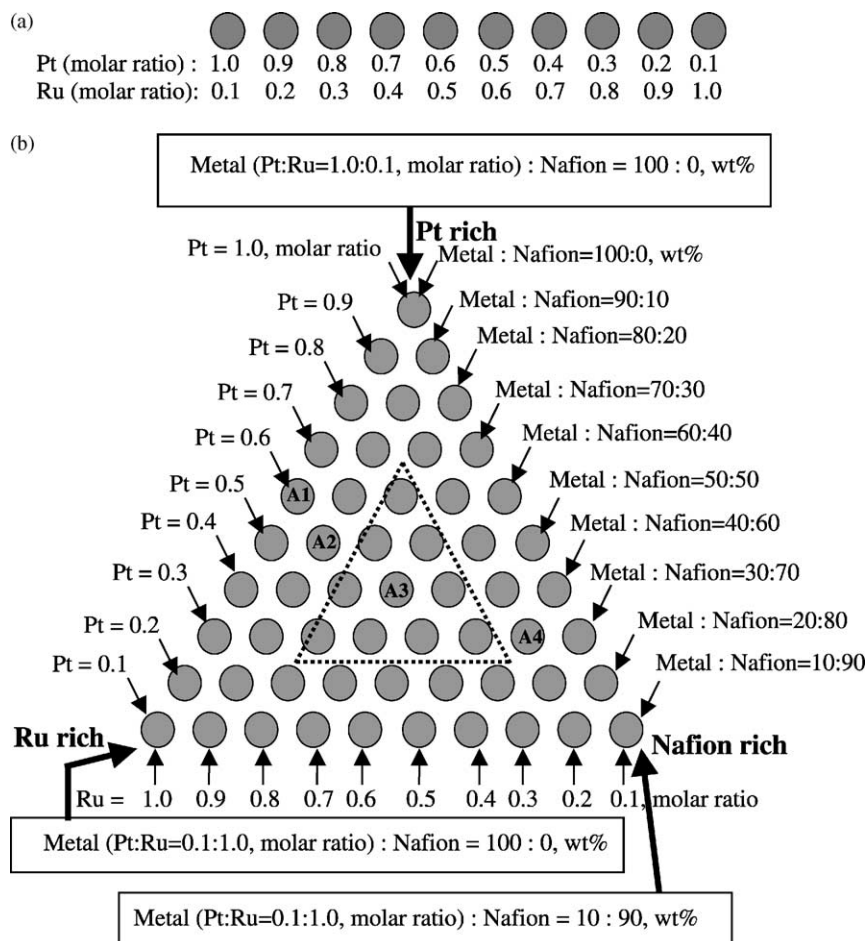 (a)
Pt (molar ratio) : 1.0 0.9 0.8 0.7 0.6 0.5 0.4 0.3 0.2 0.1
Ru (molar ratio): 0.1 0.2 0.3 0.4 0.5 0.6 0.7 0.8 0.9 1.0
(b)
Metal (Pt:Ru=1.0:0.1, molar ratio) : Nafion = 100 : 0, wt%
Pt rich
Pt = 1.0, molar ratio
Metal : Nafion=100:0, wt%
Pt = 0.9
Metal : Nafion=90:10
Pt = 0.8
Metal : Nafion=80:20
Pt = 0.7
Metal : Nafion=70:30
Pt = 0.6
Metal : Nafion=60:40
A1
Pt = 0.5
Metal : Nafion=50:50
A2
Pt = 0.4
Metal : Nafion=40:60
A3
Pt = 0.3
Metal : Nafion=30:70
A4
Pt = 0.2
Metal : Nafion=20:80
Pt = 0.1
Metal : Nafion=10:90
Ru rich
Nafion rich
Ru = 1.0 0.9 0.8 0.7 0.6 0.5 0.4 0.3 0.2 0.1, molar ratio
Metal (Pt:Ru=0.1:1.0, molar ratio) : Nafion = 100 : 0, wt%
Metal (Pt:Ru=0.1:1.0, molar ratio) : Nafion = 10 : 90, wt%